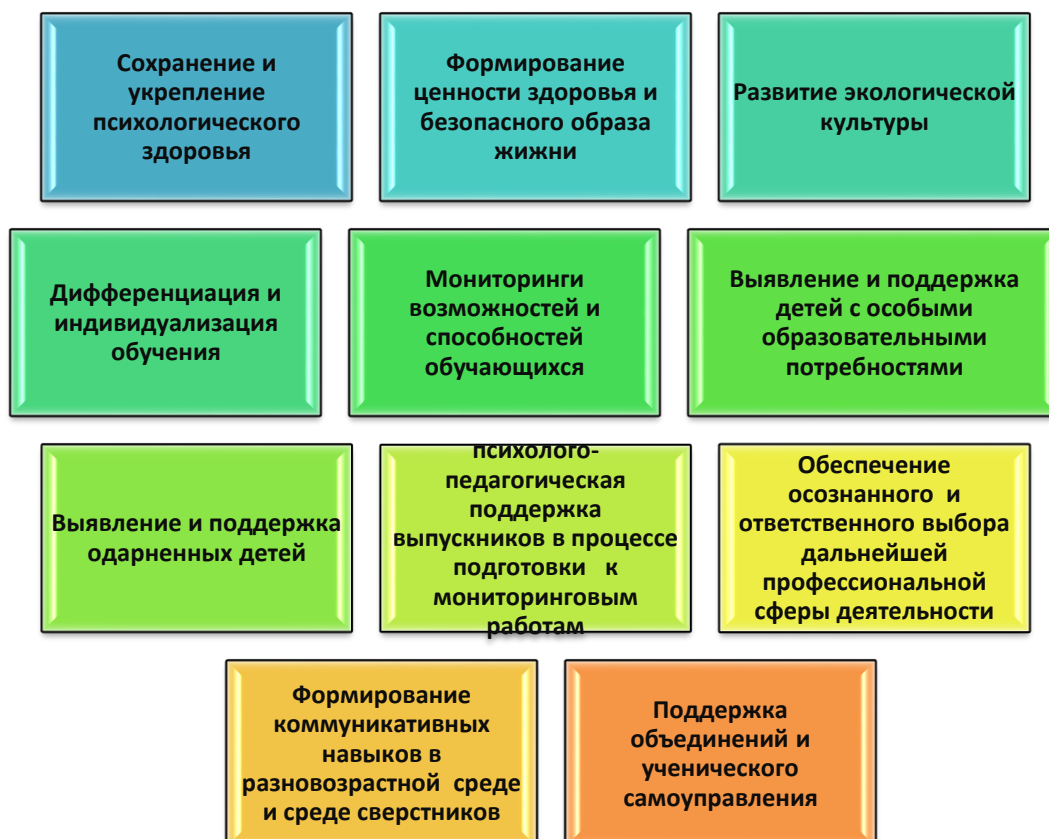 Сохранение и
укрепление
психологического
здоровья
Формирование
ценности здоровья и
безопасного образа
жижни
Развитие экологической
культуры
Дифференциация и
индивидуализация
обучения
Мониторинги
возможностей и
способностей
обучающихся
Выявление и поддержка
детей с особыми
образовательными
потребностями
Выявление и поддержка
одарненных детей
психолого-
педагогическая
поддержка
выпускников в процессе
подготовки к
мониторинговым
работам
Обеспечение
осознанного и
ответственного выбора
дальнейшей
профессиональной
сферы деятельности
Формирование
коммуникативных
навыков в
разновозрастной среде
и среде сверстников
Поддержка
объединений и
ученического
самоуправления